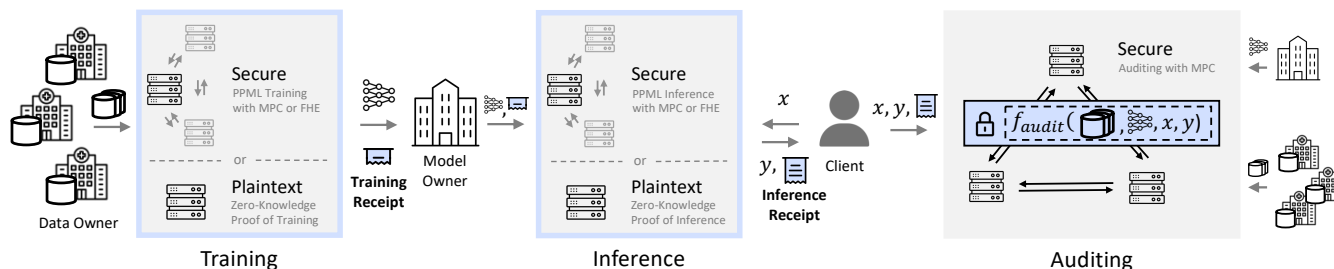 Data Owner
Secure
PPML Training
with MPC or FHE
or
Plaintext
Zero-Knowledge
Proof of Training
Training
Training
Receipt
Model
Owner
,
Secure
PPML Inference
with MPC or FHE
or
Plaintext
Zero-Knowledge
Proof of Inference
Inference
x
y,
Inference
Receipt
Client
x, y,
Secure
Auditing with MPC
f_audit( , , x, y)
Auditing